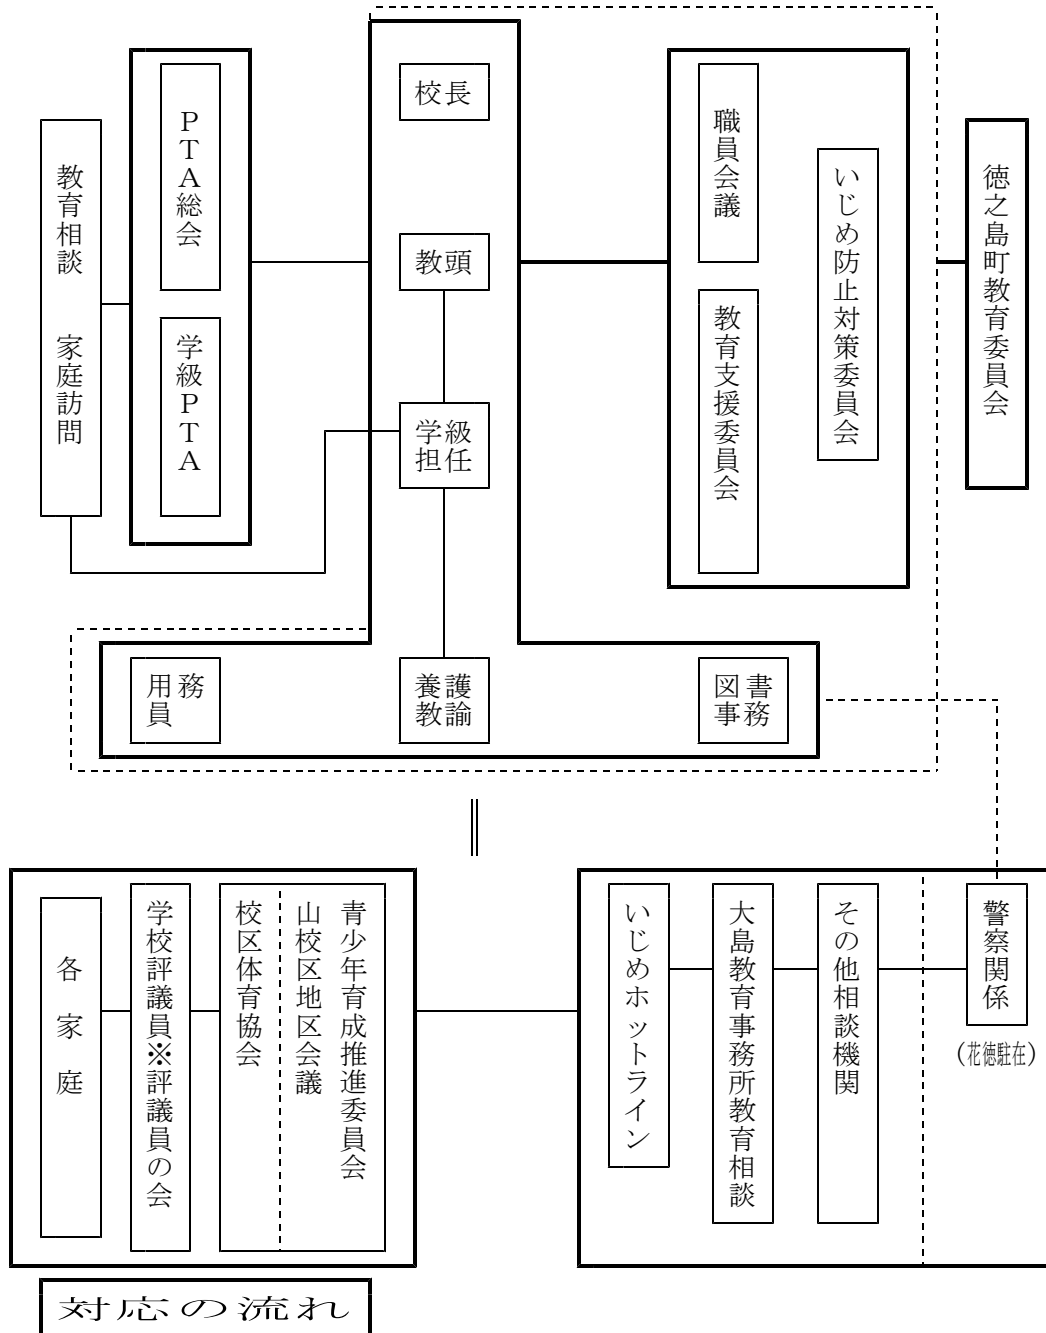 校長
教頭
学級
担任
用務
員
養護
教諭
図書
事務
PTA総会
学級PTA
教育相談　家庭訪問
職員会議
教育支援委員会
いじめ防止対策委員会
徳之島町教育委員会
各家庭
学校評議員※評議員の会
校区体育協会
青少年育成推進委員会
山校区地区会議
いじめホットライン
大島教育事務所教育相談
その他相談機関
警察関係
（花徳駐在）
対応の流れ